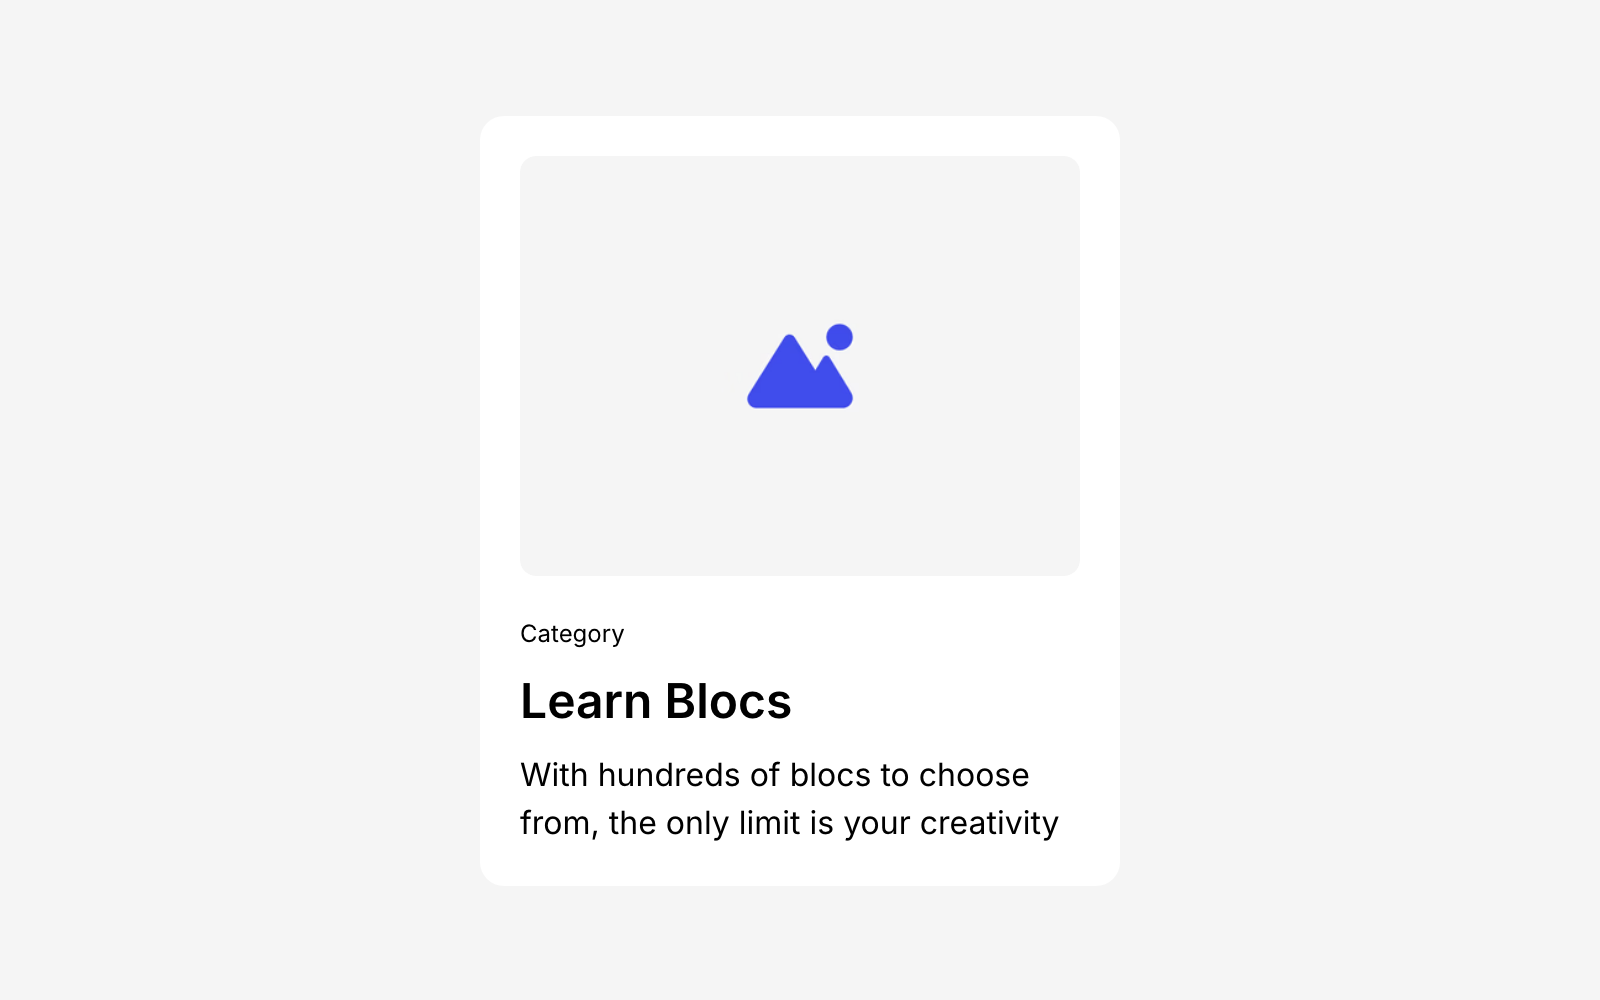 Category
Learn Blocs
With hundreds of blocs to choose
from, the only limit is your creativity